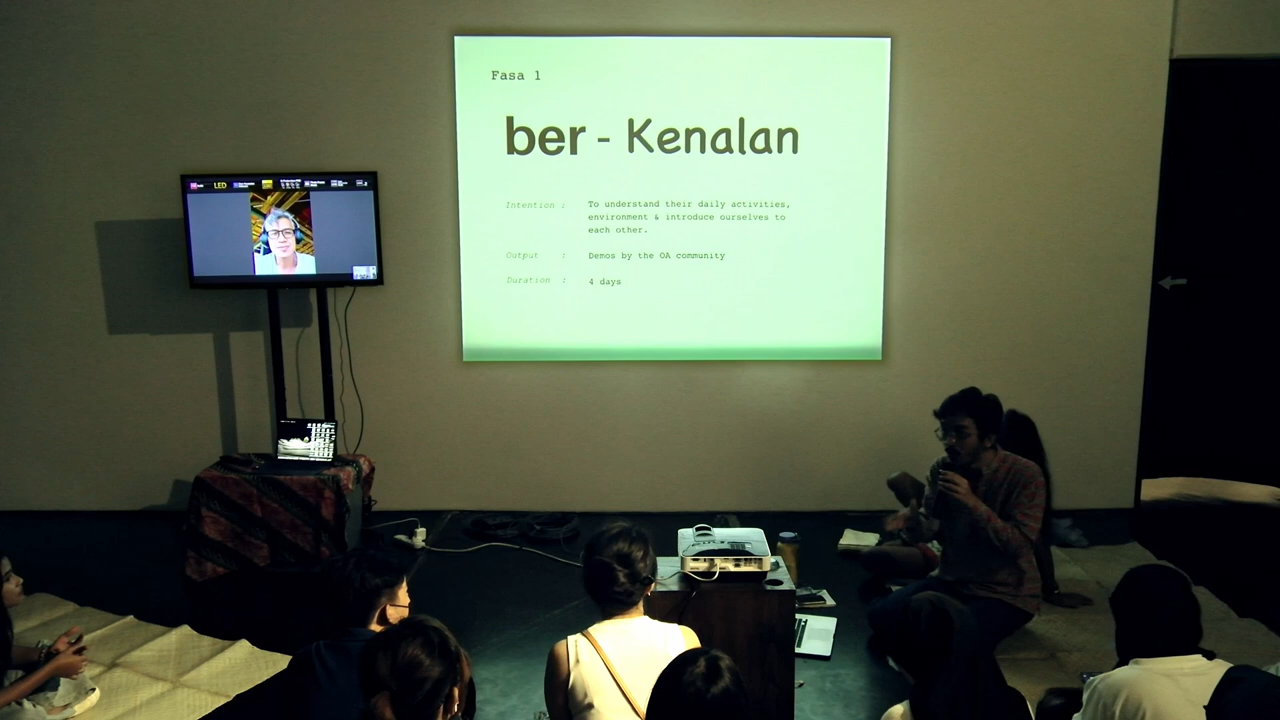 Fasa 1
ber - Kenalan
Intention : To understand their daily activities,
environment & introduce ourselves to
each other.
Output : Demos by the OA community
Duration : 4 days
LED